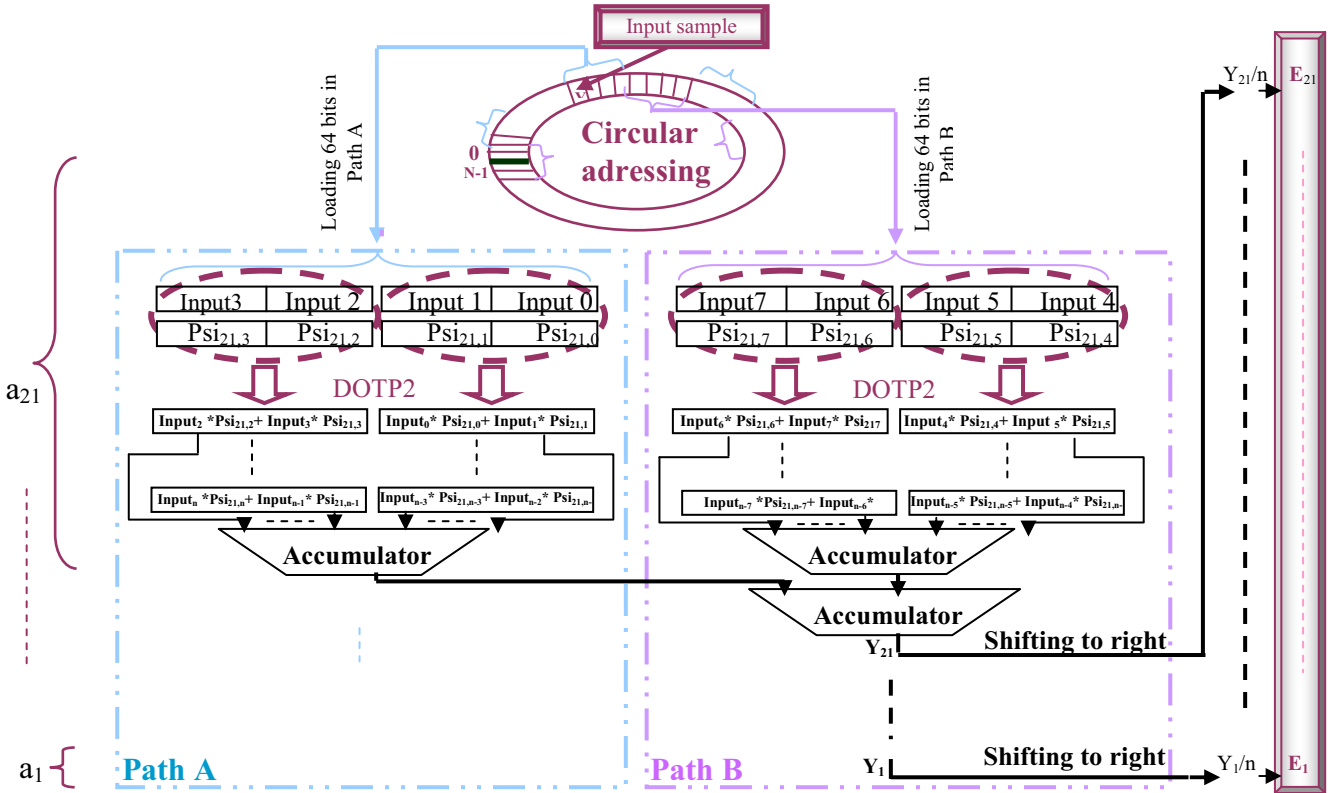 Input sample
Loading 64 bits in
Path A
Circular
adressing
0
N-1
Loading 64 bits in
Path B
Y21/n
E21
a21
Input3 Input 2 Input 1 Input 0
Psi21,3 Psi21,2 Psi21,1 Psi21,0
DOTP2
Input2 *Psi21,2+ Input3* Psi21,3
Input0* Psi21,0+ Input1* Psi21,1
Inputn *Psi21,n+ Inputn-1* Psi21,n-1
Inputn-3* Psi21,n-3+ Inputn-2* Psi21,n-
Accumulator
Input7 Input 6 Input 5 Input 4
Psi21,7 Psi21,6 Psi21,5 Psi21,4
DOTP2
Input6* Psi21,6+ Input7* Psi217
Input4* Psi21,4+ Input 5* Psi21,5
Inputn-7 *Psi21,n-7+ Inputn-6*
Inputn-5* Psi21,n-5+ Inputn-4* Psi21,n-
Accumulator
Accumulator
Y21
Shifting to right
a1
Path A
Path B
Y1
Shifting to right
Y1/n
E1